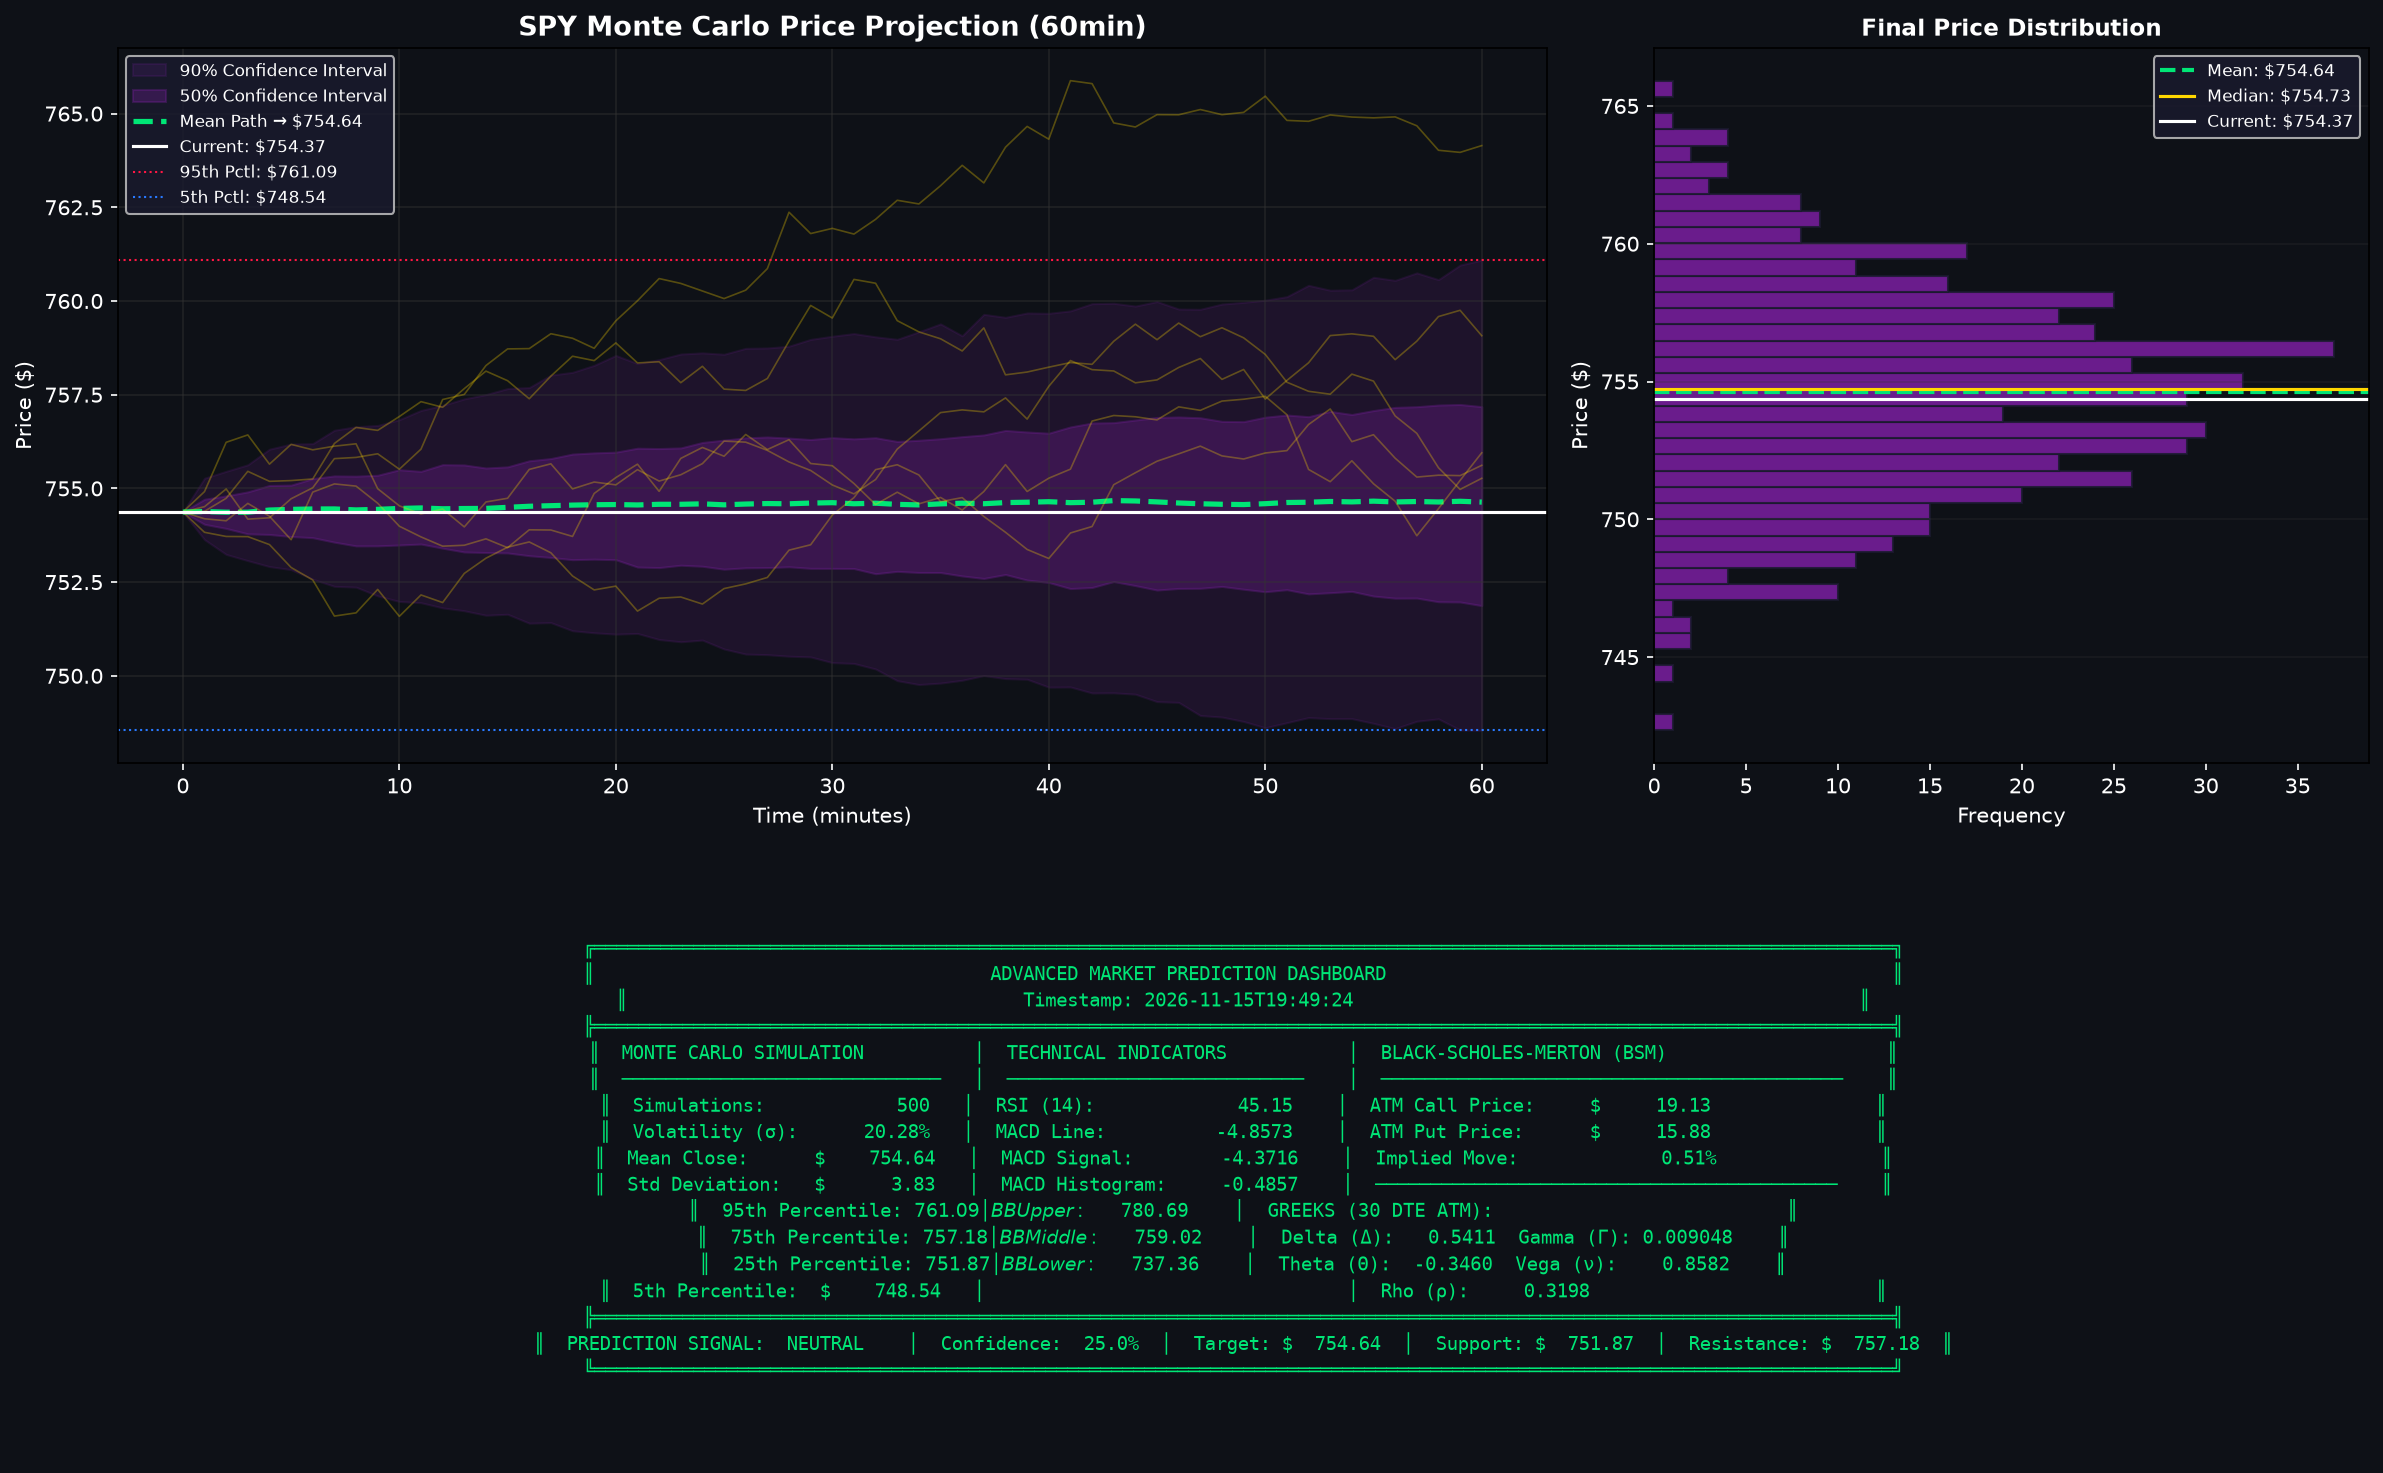 SPY Monte Carlo Price Projection (60min)
90% Confidence Interval
50% Confidence Interval
Mean Path → $754.64
Current: $754.37
95th Pctl: $761.09
5th Pctl: $748.54
765.0
762.5
760.0
757.5
755.0
752.5
750.0
Price ($)
0 10 20 30 40 50 60
Time (minutes)
Final Price Distribution
Mean: $754.64
Median: $754.73
Current: $754.37
765
760
755
750
745
Price ($)
0 5 10 15 20 25 30 35
Frequency
ADVANCED MARKET PREDICTION DASHBOARD
Timestamp: 2026-11-15T19:49:24
MONTE CARLO SIMULATION │ TECHNICAL INDICATORS │ BLACK-SCHOLES-MERTON (BSM)
Simulations: 500 │ RSI (14): 45.15 │ ATM Call Price: $ 19.13
Volatility (σ): 20.28% │ MACD Line: -4.8573 │ ATM Put Price: $ 15.88
Mean Close: $ 754.64 │ MACD Signal: -4.3716 │ Implied Move: 0.51%
Std Deviation: $ 3.83 │ MACD Histogram: -0.4857 │
95th Percentile: 761.09│BBUpper: 780.69 │ GREEKS (30 DTE ATM):
75th Percentile: 757.18│BBMiddle: 759.02 │ Delta (Δ): 0.5411 Gamma (Γ): 0.009048
25th Percentile: 751.87│BBLower: 737.36 │ Theta (Θ): -0.3460 Vega (ν): 0.8582
5th Percentile: $ 748.54 │ │ Rho (ρ): 0.3198
PREDICTION SIGNAL: NEUTRAL │ Confidence: 25.0% │ Target: $ 754.64 │ Support: $ 751.87 │ Resistance: $ 757.18